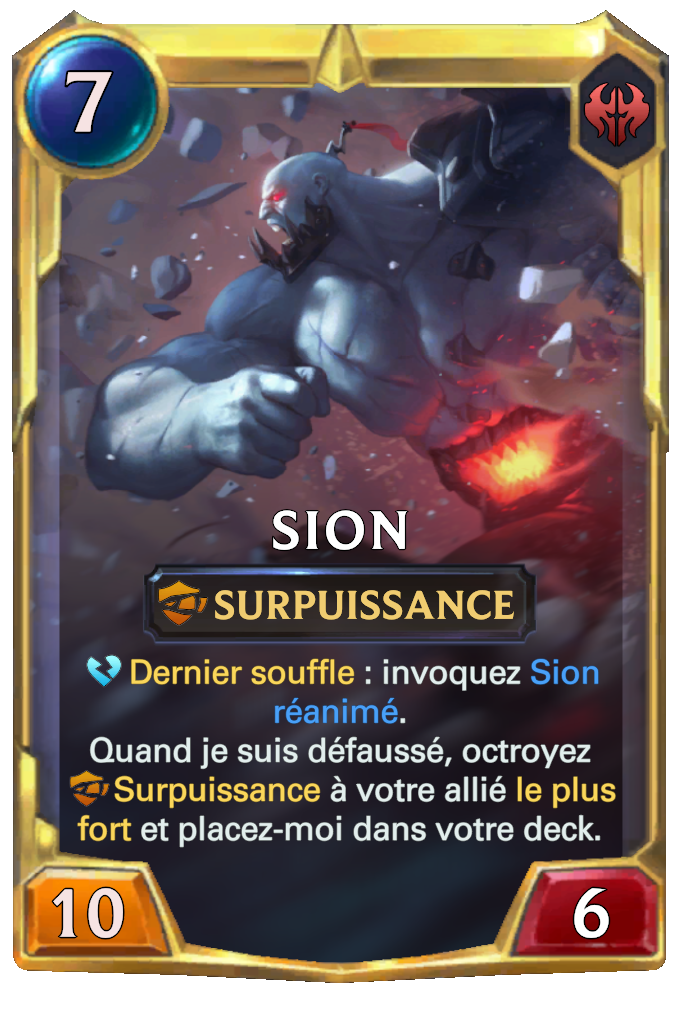 7
SION
SURPUISSANCE
Dernier souffle : invoquez Sion
réanimé.
Quand je suis défaussé, octroyez
Surpuissance à votre allié le plus
fort et placez-moi dans votre deck.
10
6